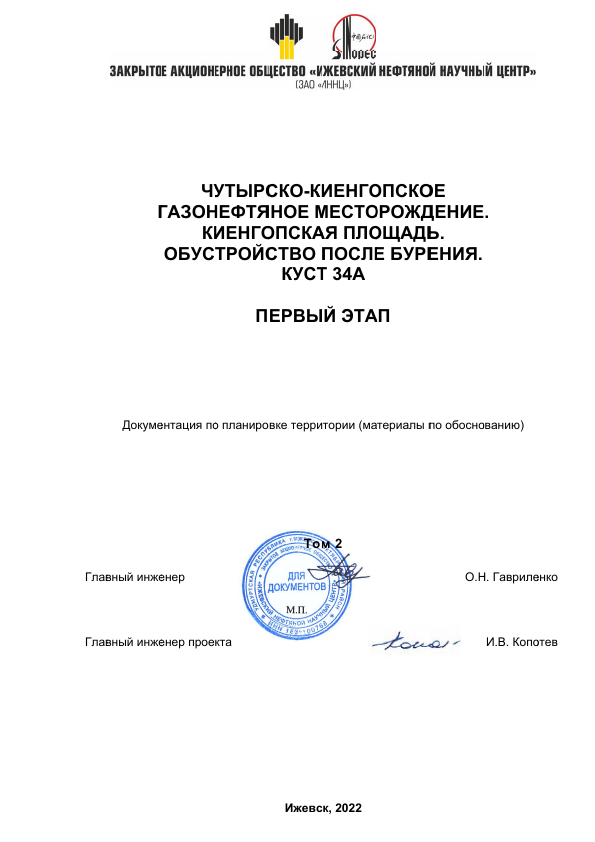 ЗАКРЫТОЕ АКЦИОНЕРНОЕ ОБЩЕСТВО «ИЖЕВСКИЙ НЕФТЯНОЙ НАУЧНЫЙ ЦЕНТР»
(ЗАО «ИННЦ»)
ЧУТЫРСКО-КИЕНГОПСКОЕ
ГАЗОНЕФТЯНОЕ МЕСТОРОЖДЕНИЕ.
КИЕНГОПСКАЯ ПЛОЩАДЬ.
ОБУСТРОЙСТВО ПОСЛЕ БУРЕНИЯ.
КУСТ 34А
ПЕРВЫЙ ЭТАП
Документация по планировке территории (материалы по обоснованию)
Том 2
Главный инженер
ДЛЯ
ДОКУМЕНТОВ
М.П.
О.Н. Гавриленко
Главный инженер проекта
И.В. Копотев
Ижевск, 2022